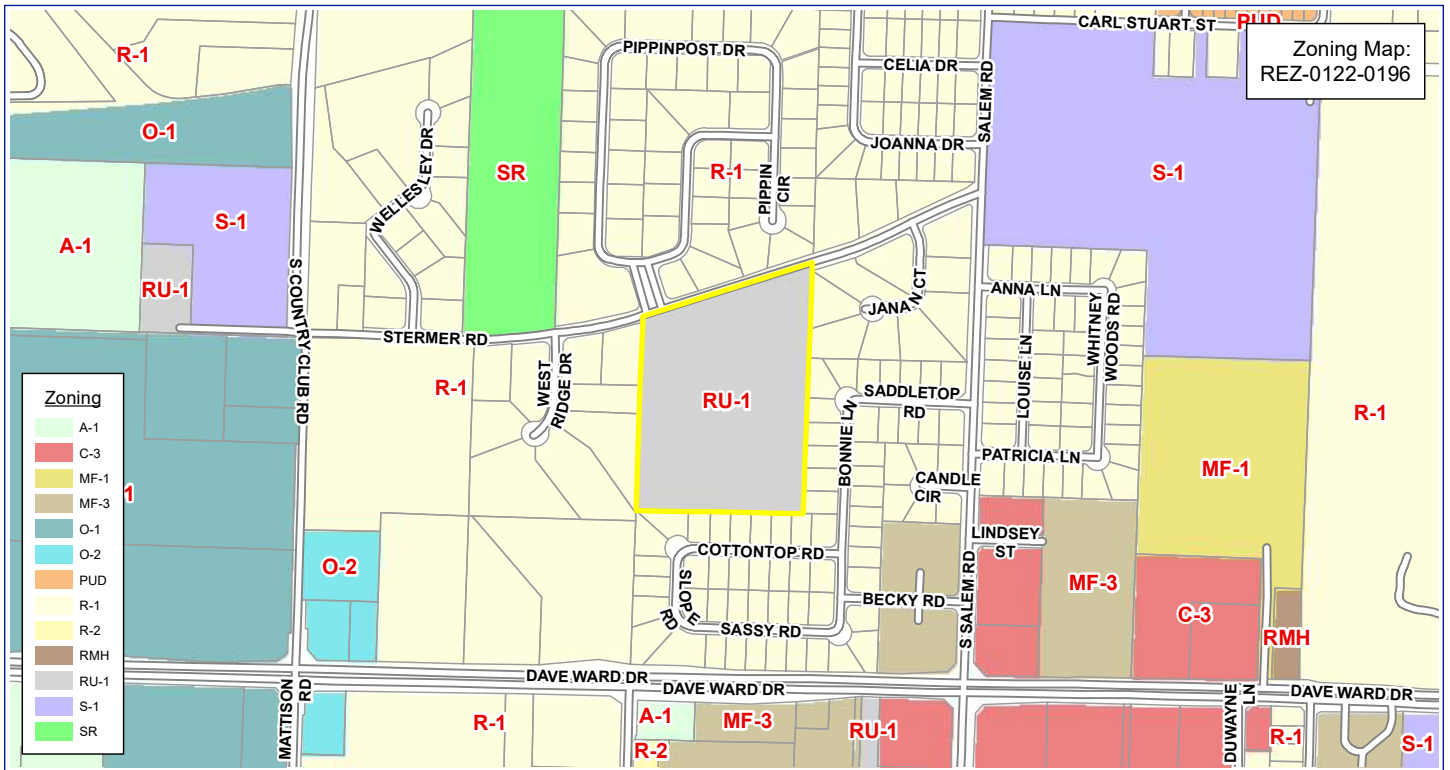 CARL STUART ST
PUD
Zoning Map:
REZ-0122-0196
R-1
PIPPINPOST DR
CELIA DR
SALEM RD
O-1
JOANNA DR
WELLESLEY DR
SR
R-1
PIPPIN
CIR
S-1
S-1
A-1
RU-1
S COUNTRY CLUB RD
JANAN CT
ANNA LN
WHITNEY
WOODS RD
LOUISE LN
STERMER RD
WEST
RIDGE DR
R-1
RU-1
SADDLETOP
RD
BONNIE LN
R-1
PATRICIA LN
MF-1
CANDLE
CIR
Zoning
A-1
C-3
MF-1
MF-3
O-1
O-2
PUD
R-1
R-2
RMH
RU-1
S-1
SR
1
LINDSEY
ST
COTTONTOP RD
O-2
SLOPE
RD
S SALEM RD
MF-3
BECKY RD
C-3
SASSY RD
RMH
DAVE WARD DR
DAVE WARD DR
DAVE WARD DR
MATTISON
RD
R-1
A-1
MF-3
RU-1
R-2
DUWAYNE
LN
R-1
S-1